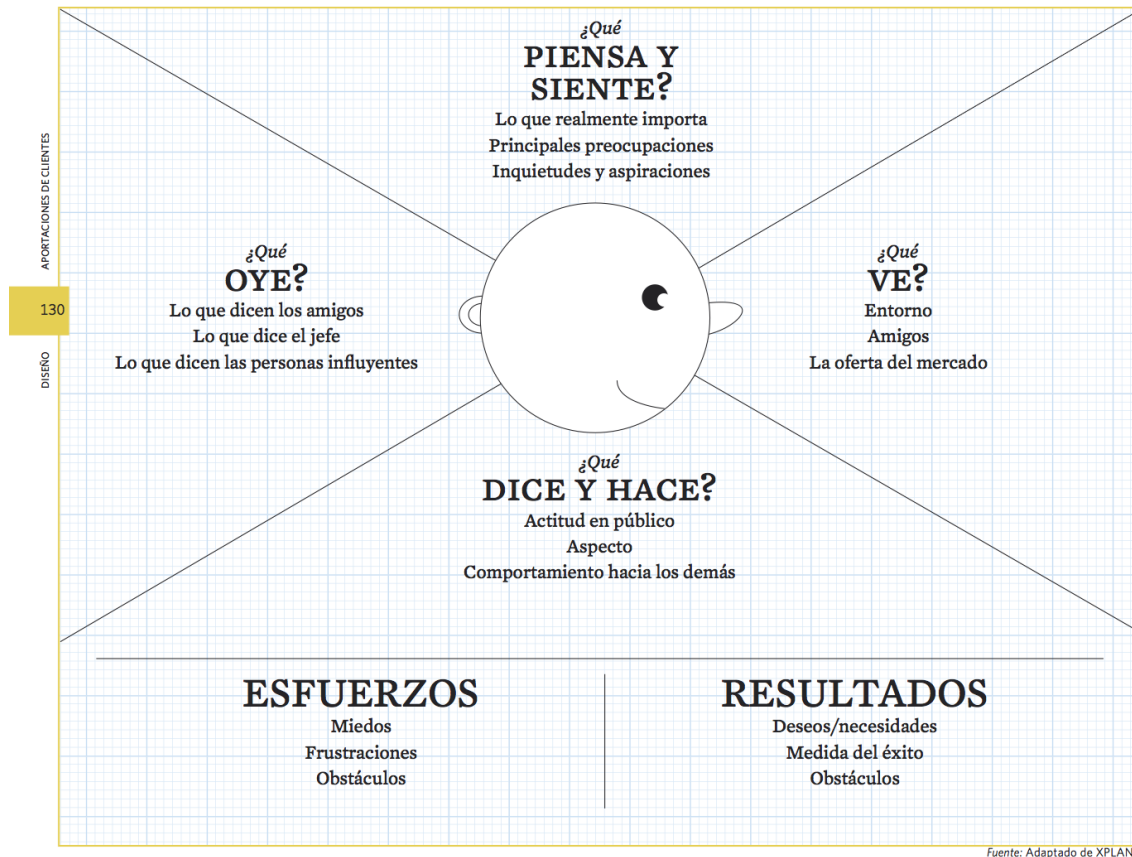 ¿Qué
PIENSA Y
SIENTE?
Lo que realmente importa
Principales preocupaciones
Inquietudes y aspiraciones
APORTACIONES DE CLIENTES
130
DISEÑO
¿Qué
OYE?
Lo que dicen los amigos
Lo que dice el jefe
Lo que dicen las personas influyentes
¿Qué
VE?
Entorno
Amigos
La oferta del mercado
¿Qué
DICE Y HACE?
Actitud en público
Aspecto
Comportamiento hacia los demás
ESFUERZOS
Miedos
Frustraciones
Obstáculos
RESULTADOS
Deseos/necesidades
Medida del éxito
Obstáculos
Fuente: Adaptado de XPLAN